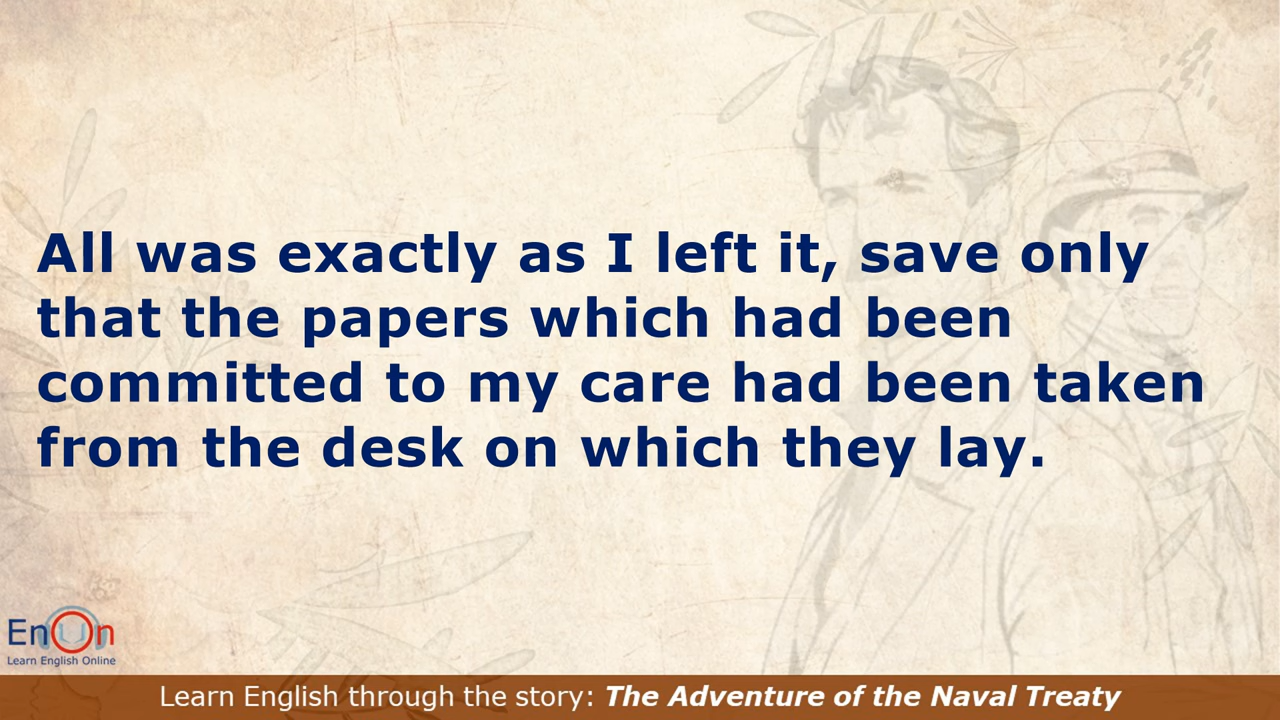 All was exactly as I left it, save only
that the papers which had been
committed to my care had been taken
from the desk on which they lay.
EnOn
Learn English Online
Learn English through the story: The Adventure of the Naval Treaty